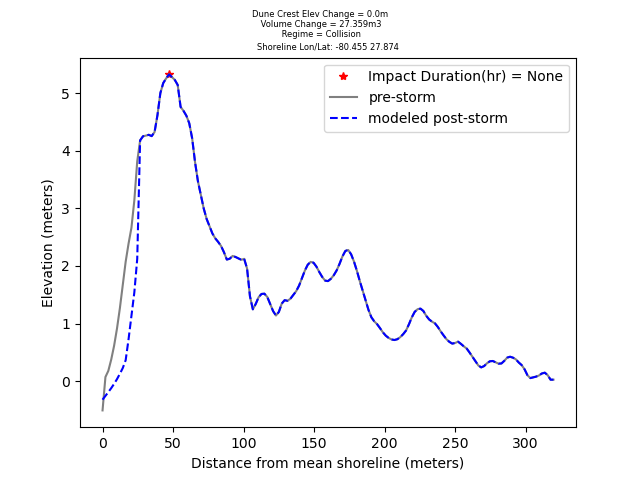 Dune Crest Elev Change = 0.0m
Volume Change = 27.359m3
Regime = Collision
Shoreline Lon/Lat: -80.455 27.874
Impact Duration(hr) = None
pre-storm
modeled post-storm
Elevation (meters)
5
4
3
2
1
0
0 50 100 150 200 250 300
Distance from mean shoreline (meters)